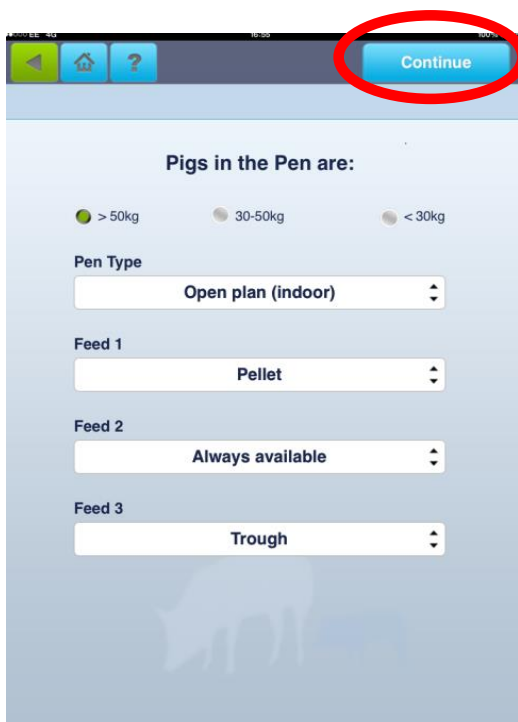 EE 4G 16:55 100%
? Continue
Pigs in the Pen are:
> 50kg 30-50kg < 30kg
Pen Type
Open plan (indoor)
Feed 1
Pellet
Feed 2
Always available
Feed 3
Trough